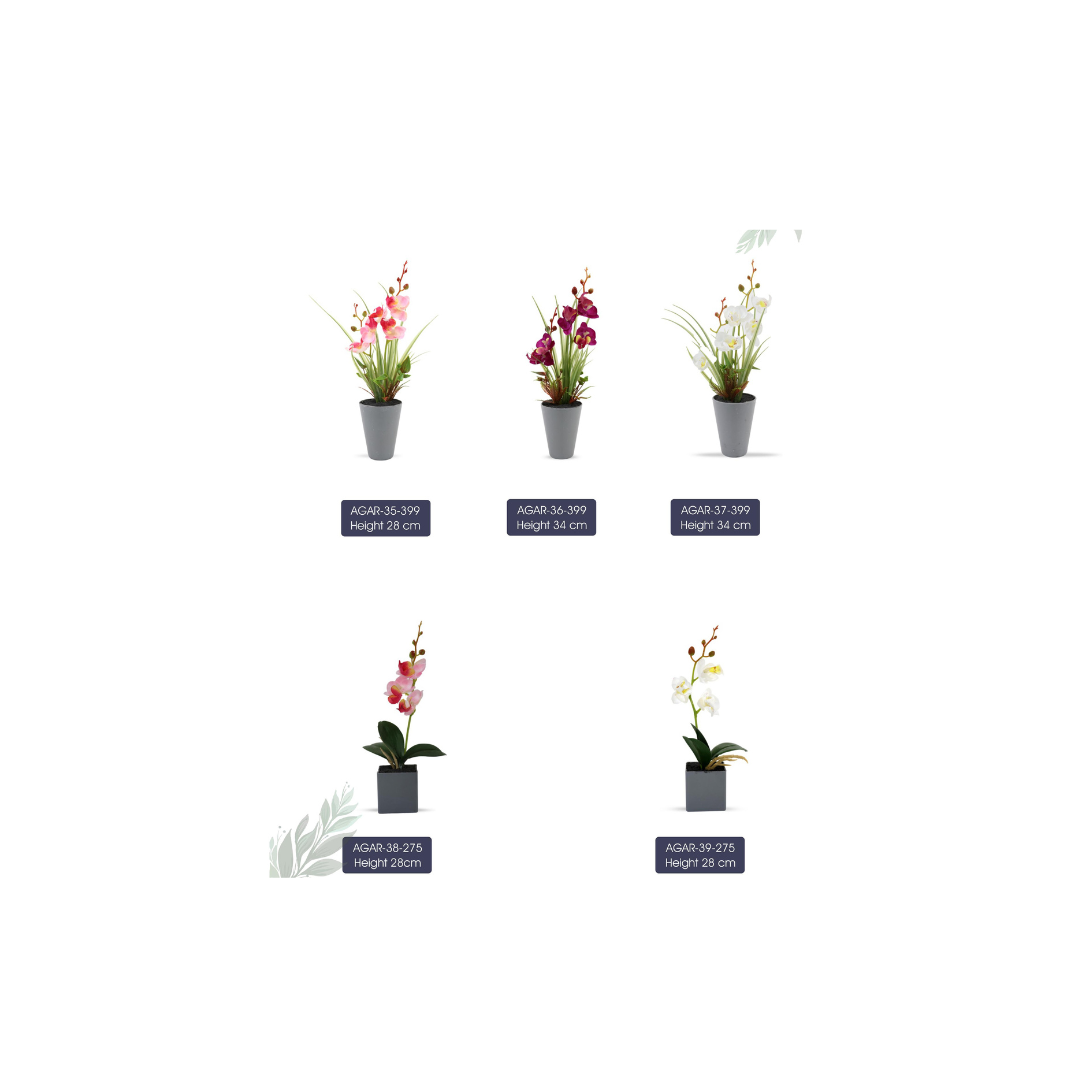 AGAR-35-399
Height 28 cm
AGAR-36-399
Height 34 cm
AGAR-37-399
Height 34 cm
AGAR-38-275
Height 28cm
AGAR-39-275
Height 28 cm